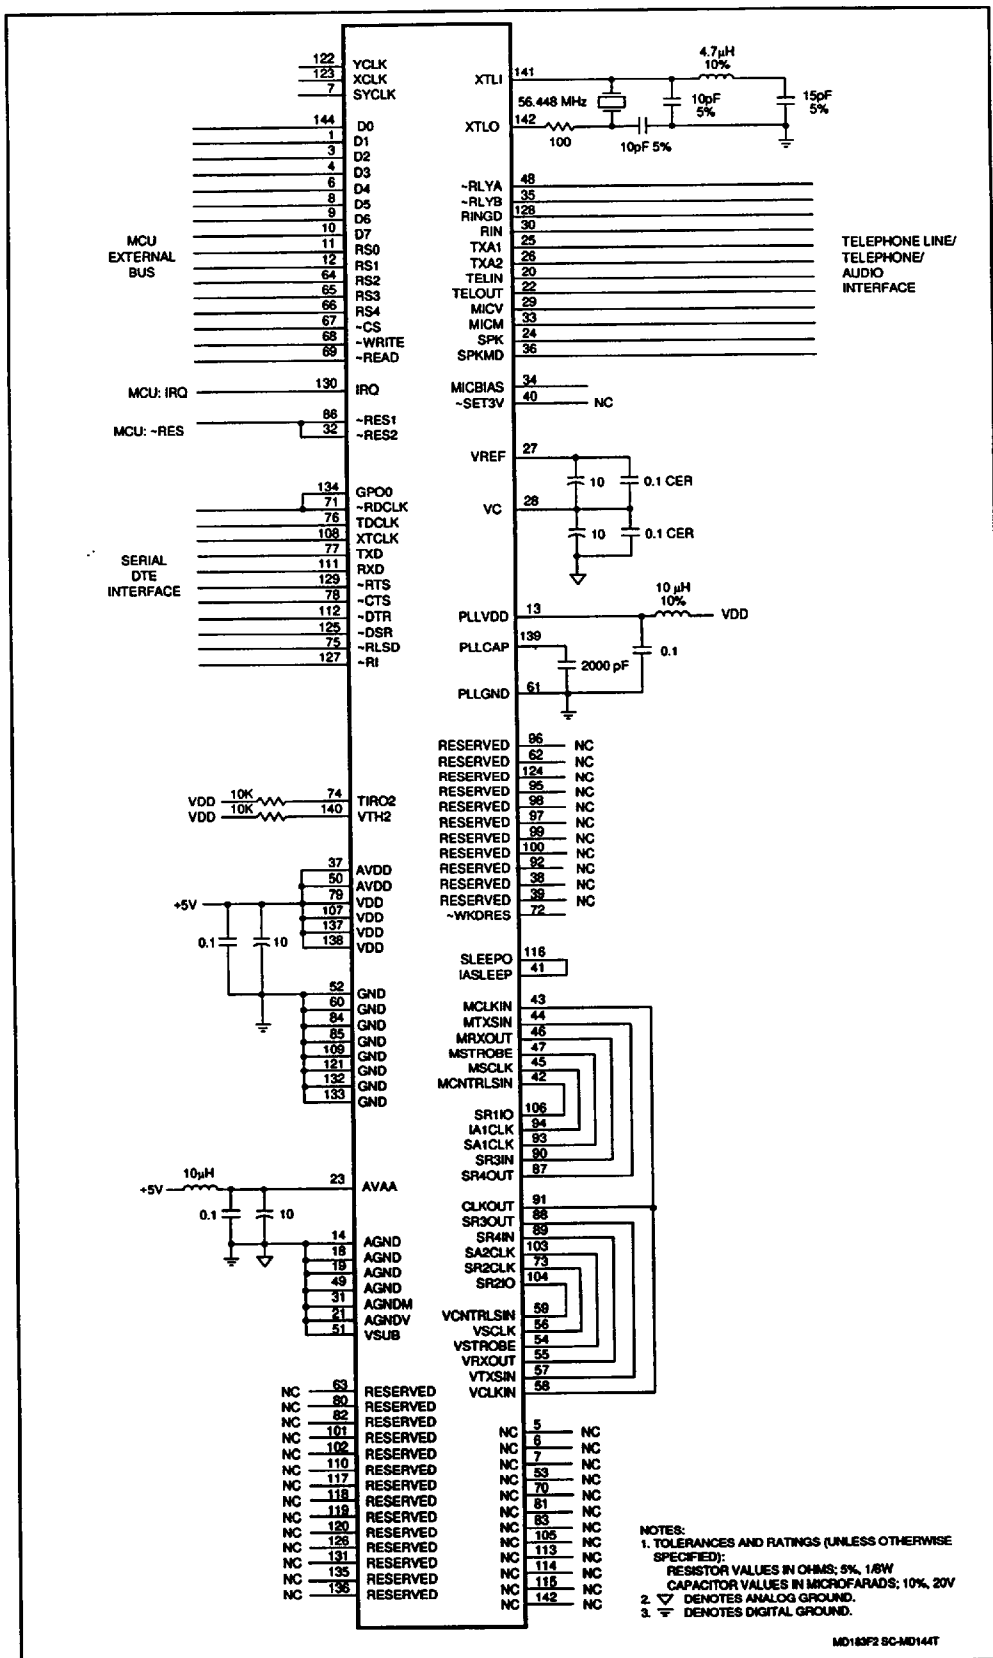 122 YCLK
123 XCLK
7 SYCLK
144 D0
1 D1
3 D2
4 D3
6 D4
8 D5
9 D6
10 D7
11 RS0
12 RS1
64 RS2
65 RS3
66 RS4
67 ~CS
68 ~WRITE
69 ~READ
MCU
EXTERNAL
BUS
MCU: IRQ 130 IRQ
MCU: ~RES 86 ~RES1
32 ~RES2
134 GPO0
71 ~RDCLK
76 TDCLK
108 XTCLK
77 TXD
111 RXD
129 ~RTS
78 ~CTS
112 ~DTR
125 ~DSR
75 ~RLSD
127 ~RI
SERIAL
DTE
INTERFACE
VDD 10K 74 TIRO2
VDD 10K 140 VTH2
37 AVDD
50 AVDD
79 VDD
107 VDD
137 VDD
138 VDD
+5V
0.1 10
52 GND
60 GND
84 GND
85 GND
109 GND
121 GND
132 GND
133 GND
+5V 10µH 23 AVAA
0.1 10
14 AGND
18 AGND
19 AGND
49 AGND
31 AGNDM
21 AGNDV
51 VSUB
NC 63 RESERVED
NC 80 RESERVED
NC 82 RESERVED
NC 101 RESERVED
NC 102 RESERVED
NC 110 RESERVED
NC 117 RESERVED
NC 118 RESERVED
NC 119 RESERVED
NC 120 RESERVED
NC 126 RESERVED
NC 131 RESERVED
NC 135 RESERVED
NC 136 RESERVED
XTLI 141
XTLO 142
56.448 MHz
100
10pF 5%
10pF
5%
4.7µH
10%
15pF
5%
~RLYA 48
~RLYB 35
RINGD 128
RIN 30
TXA1 25
TXA2 26
TELIN 20
TELOUT 22
MICV 29
MICM 33
SPK 24
SPKMD 36
TELEPHONE LINE/
TELEPHONE/
AUDIO
INTERFACE
MICBIAS 34
~SET3V 40 NC
VREF 27
10 0.1 CER
VC 28
10 0.1 CER
PLLVDD 13
10 µH
10%
VDD
PLLCAP 139
2000 pF
0.1
PLLGND 61
RESERVED 96 NC
RESERVED 62 NC
RESERVED 124 NC
RESERVED 95 NC
RESERVED 98 NC
RESERVED 97 NC
RESERVED 99 NC
RESERVED 100 NC
RESERVED 92 NC
RESERVED 38 NC
RESERVED 39 NC
~WKDRES 72
SLEEPO 116
IASLEEP 41
MCLKIN 43
MTXSIN 44
MRXOUT 46
MSTROBE 47
MSCLK 45
MCNTRLSIN 42
SR1IO 106
IA1CLK 94
SA1CLK 93
SR3IN 90
SR4OUT 87
CLKOUT 91
SR3OUT 88
SR4IN 89
SA2CLK 103
SR2CLK 73
SR2IO 104
VCNTRLSIN 59
VSCLK 56
VSTROBE 54
VRXOUT 55
VTXSIN 57
VCLKIN 58
NC 5 NC
NC 6 NC
NC 7 NC
NC 53 NC
NC 70 NC
NC 81 NC
NC 83 NC
NC 105 NC
NC 113 NC
NC 114 NC
NC 115 NC
NC 142 NC
NOTES:
1. TOLERANCES AND RATINGS (UNLESS OTHERWISE
SPECIFIED):
RESISTOR VALUES IN OHMS; 5%, 1/8W
CAPACITOR VALUES IN MICROFARADS; 10%, 20V
2. DENOTES ANALOG GROUND.
3. DENOTES DIGITAL GROUND.
MD183F2 SC-MD144T